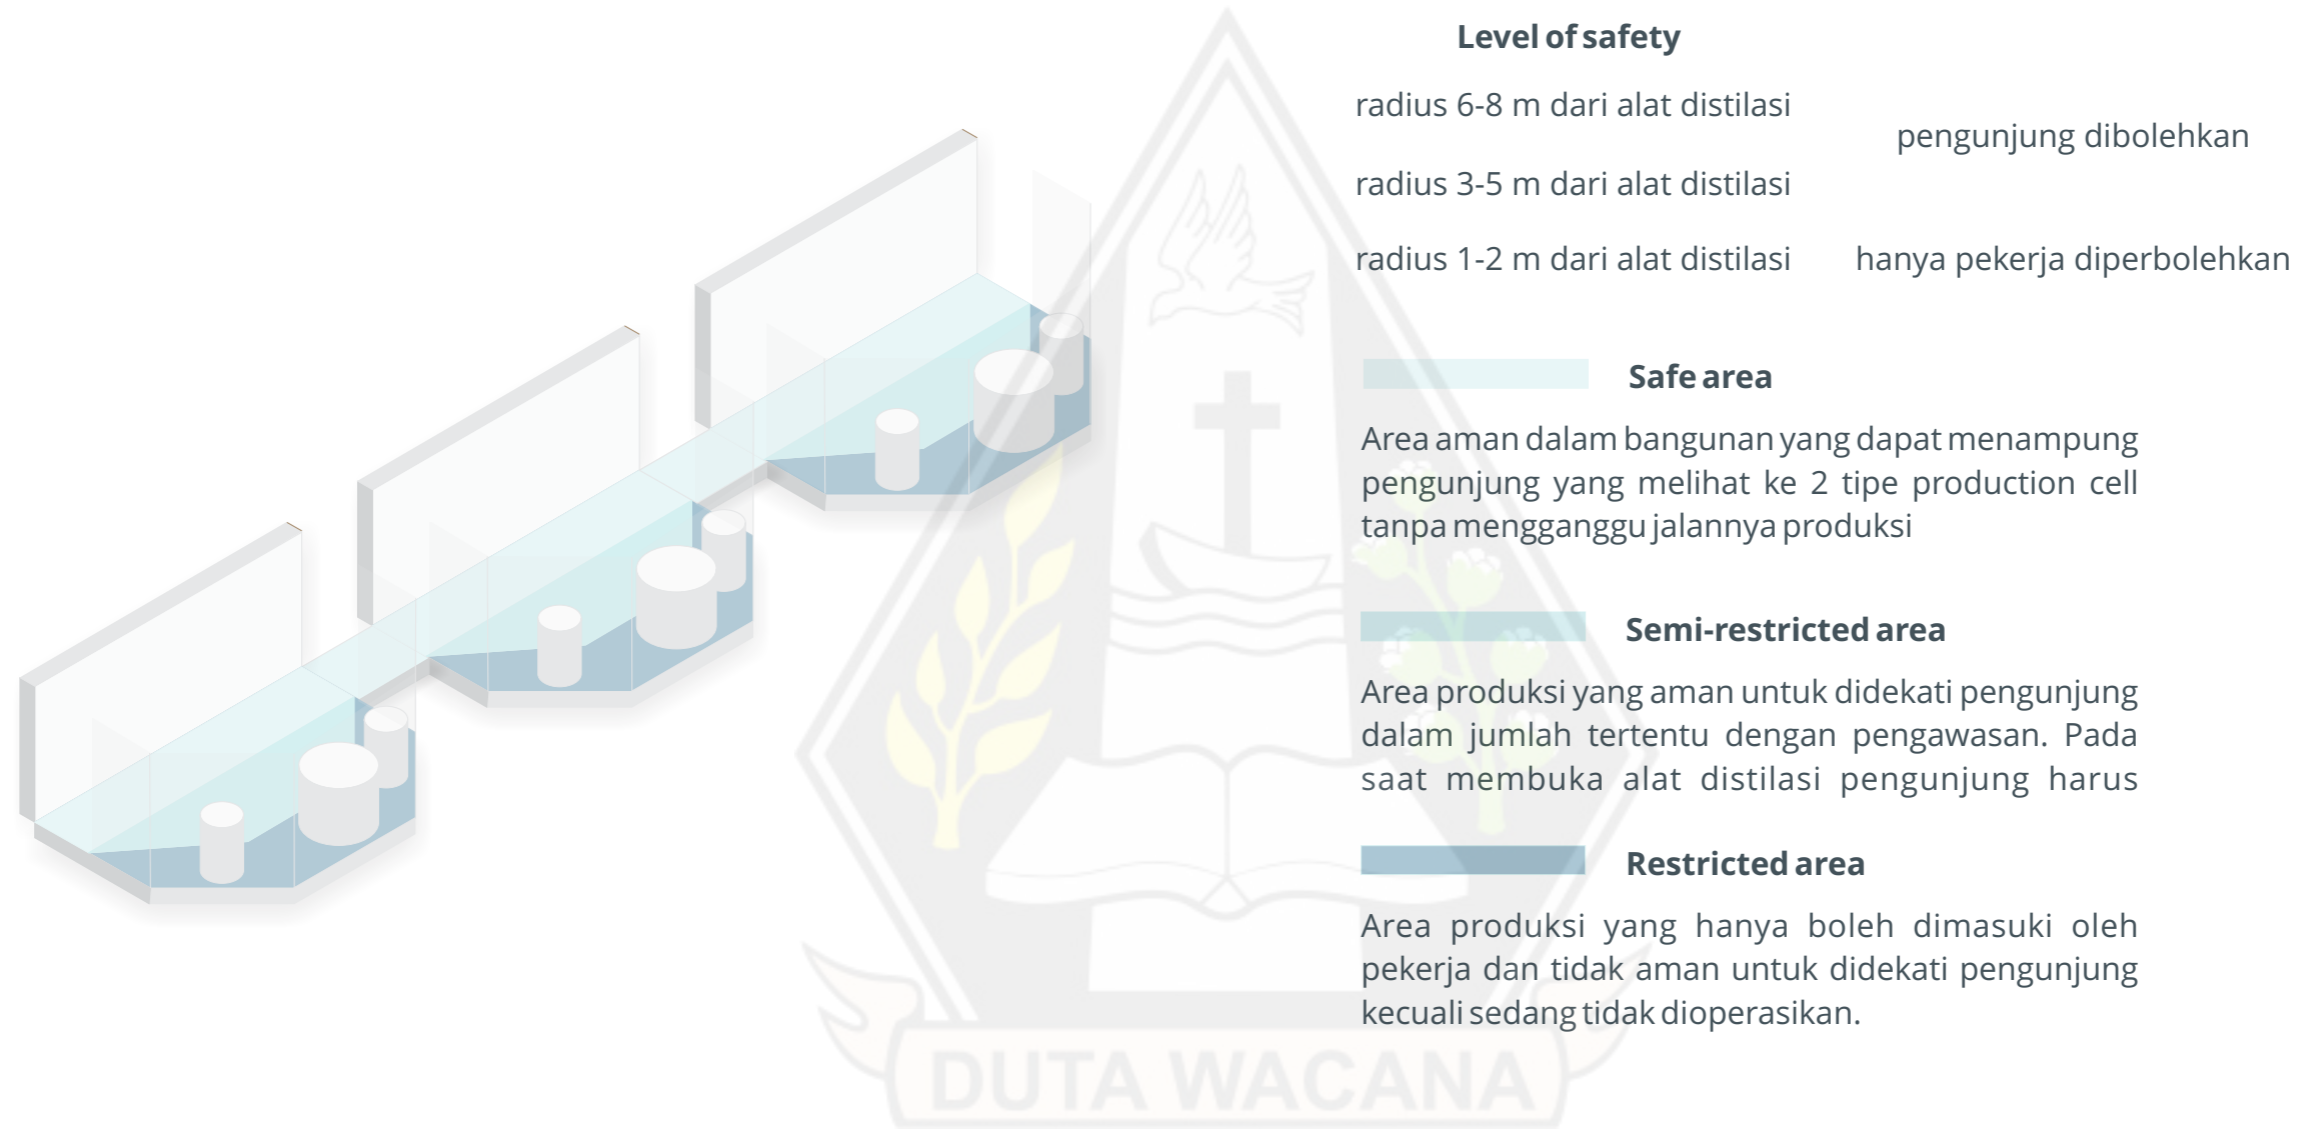 Level of safety
radius 6-8 m dari alat distilasi
pengunjung dibolehkan
radius 3-5 m dari alat distilasi
radius 1-2 m dari alat distilasi
hanya pekerja diperbolehkan
Safe area
Area aman dalam bangunan yang dapat menampung
pengunjung yang melihat ke 2 tipe production cell
tanpa mengganggu jalannya produksi
Semi-restricted area
Area produksi yang aman untuk didekati pengunjung
dalam jumlah tertentu dengan pengawasan. Pada
saat membuka alat distilasi pengunjung harus
Restricted area
Area produksi yang hanya boleh dimasuki oleh
pekerja dan tidak aman untuk didekati pengunjung
kecuali sedang tidak dioperasikan.
DUTA WACANA